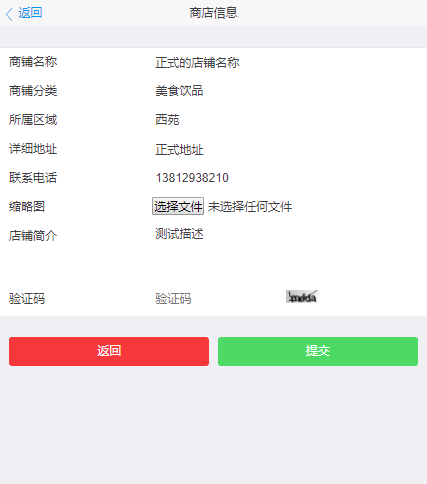 返回 商店信息
商铺名称 正式的店铺名称
商铺分类 美食饮品
所属区域 西苑
详细地址 正式地址
联系电话 13812938210
缩略图 选择文件 未选择任何文件
店铺简介 测试描述
验证码 验证码
返回 提交